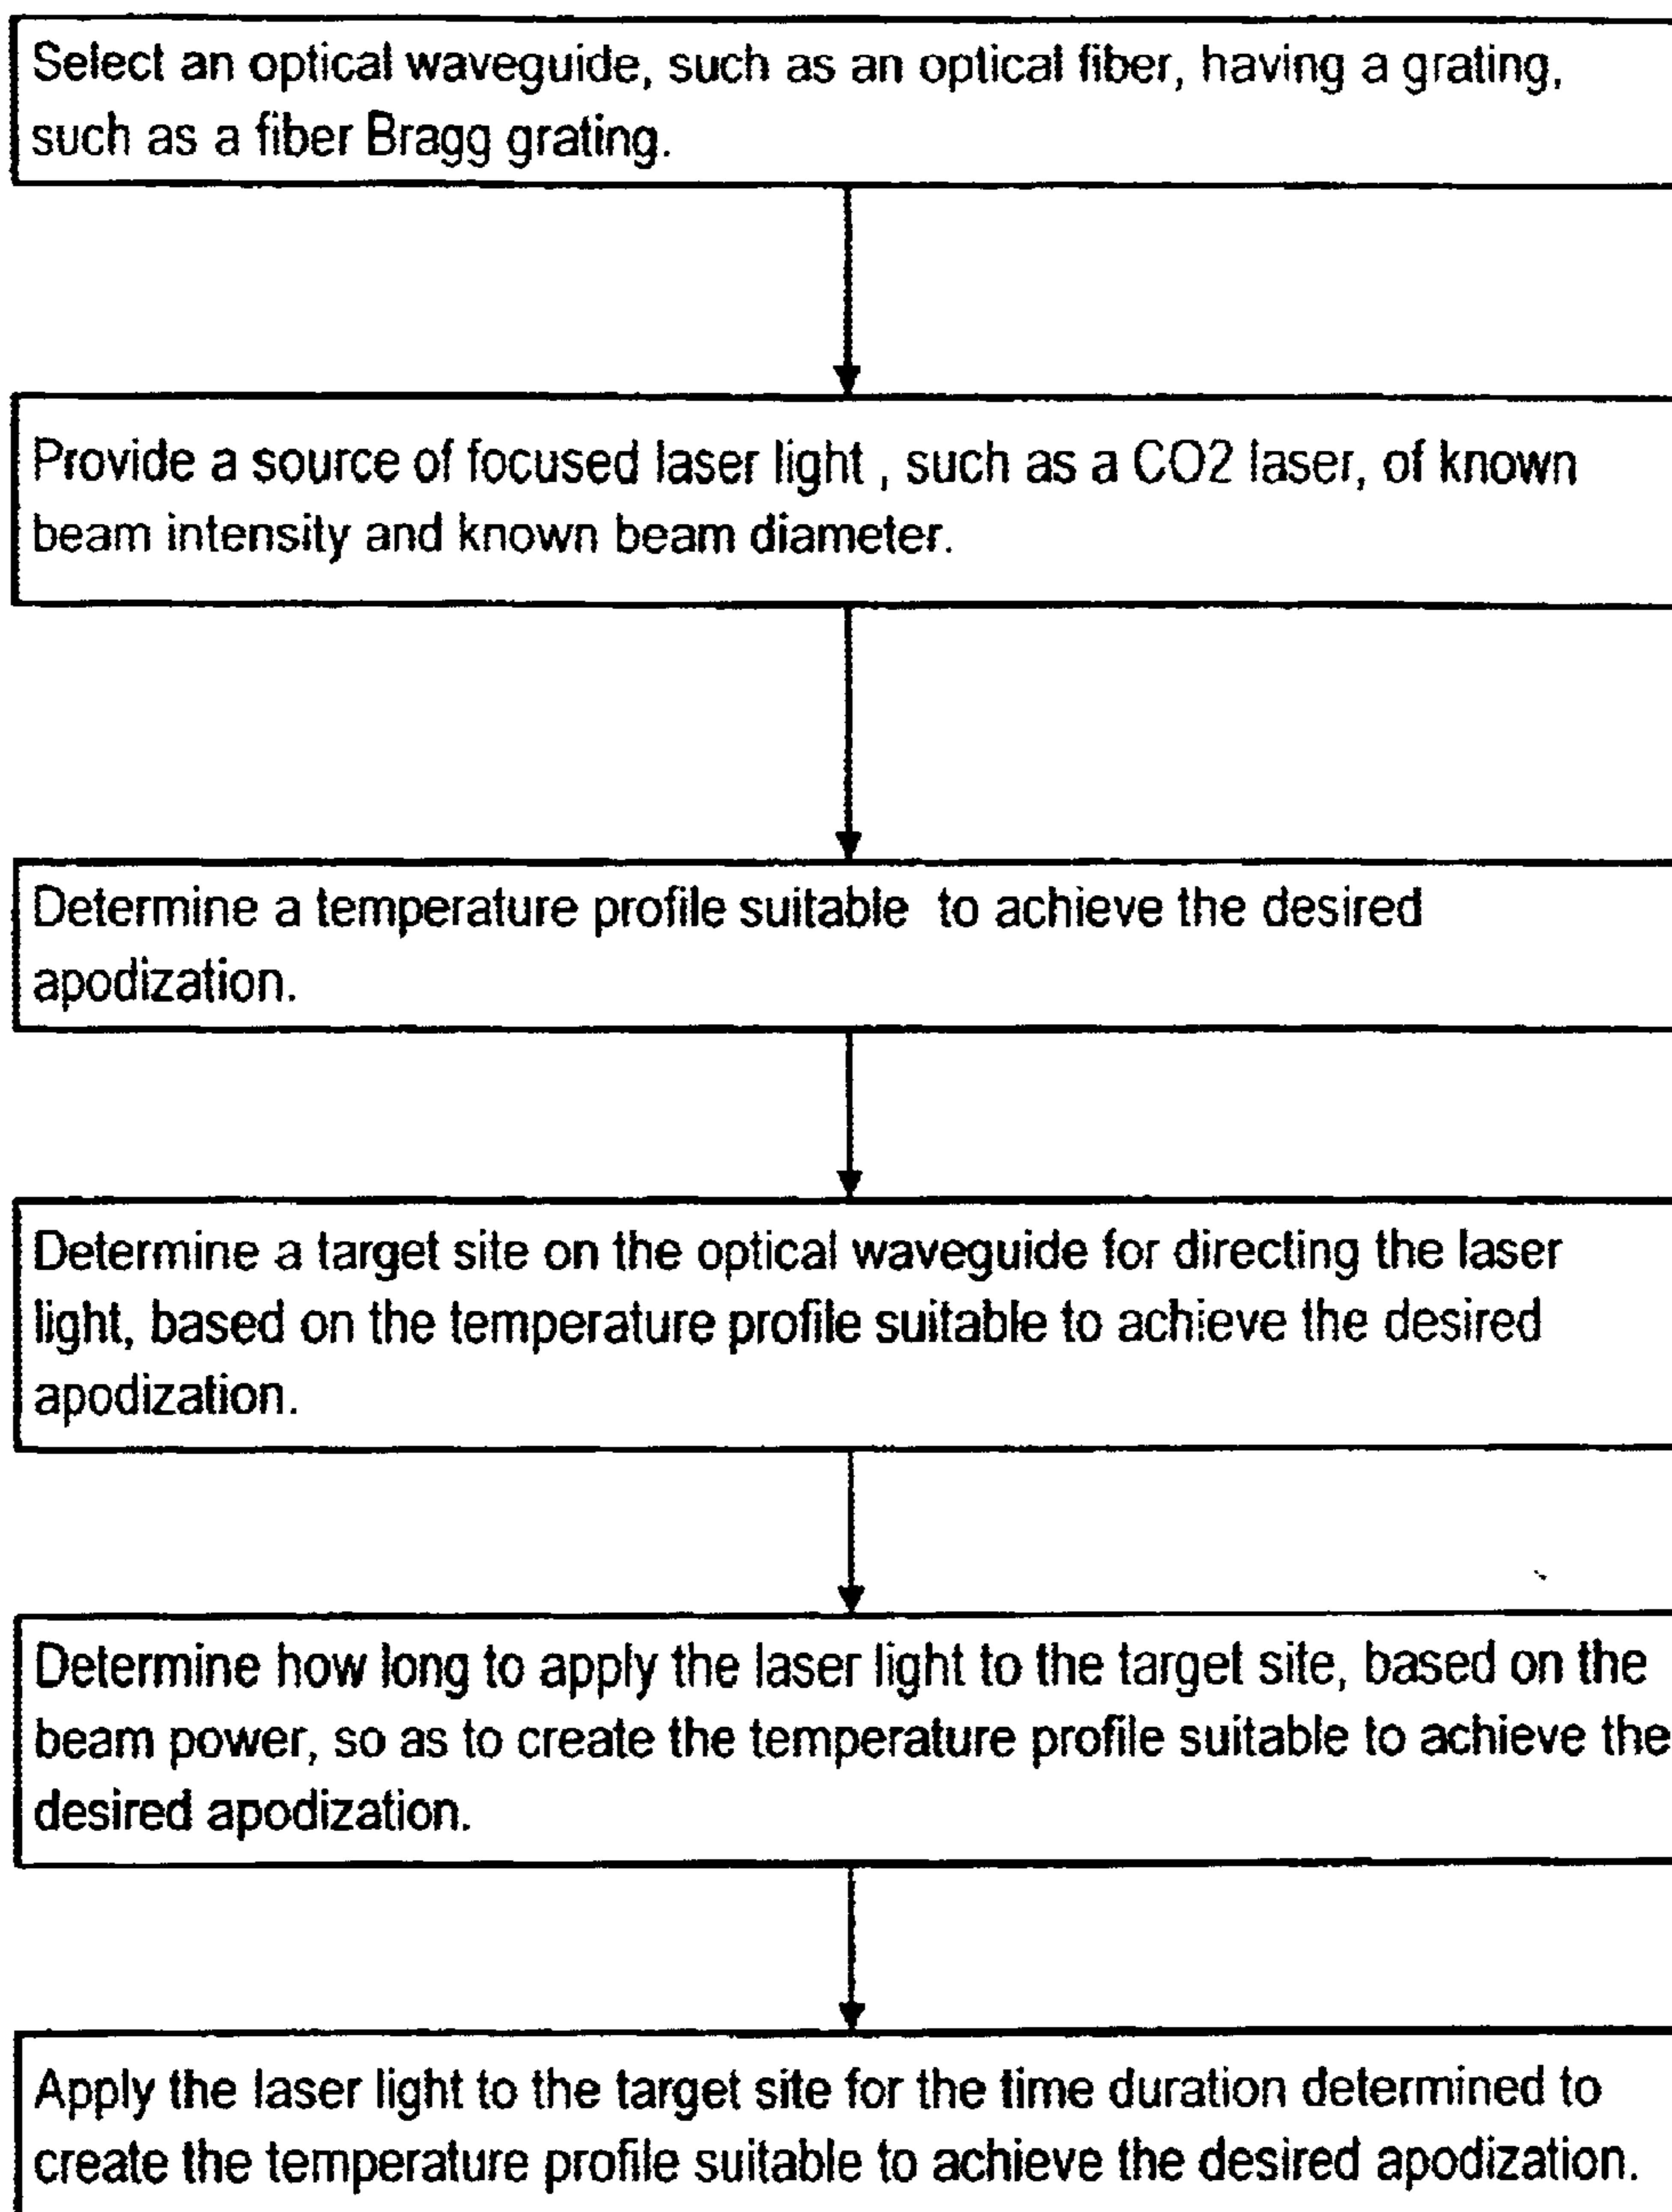 Select an optical waveguide, such as an optical fiber, having a grating,
such as a fiber Bragg grating.
Provide a source of focused laser light , such as a CO2 laser, of known
beam intensity and known beam diameter.
Determine a temperature profile suitable to achieve the desired
apodization.
Determine a target site on the optical waveguide for directing the laser
light, based on the temperature profile suitable to achieve the desired
apodization.
Determine how long to apply the laser light to the target site, based on the
beam power, so as to create the temperature profile suitable to achieve the
desired apodization.
Apply the laser light to the target site for the time duration determined to
create the temperature profile suitable to achieve the desired apodization.